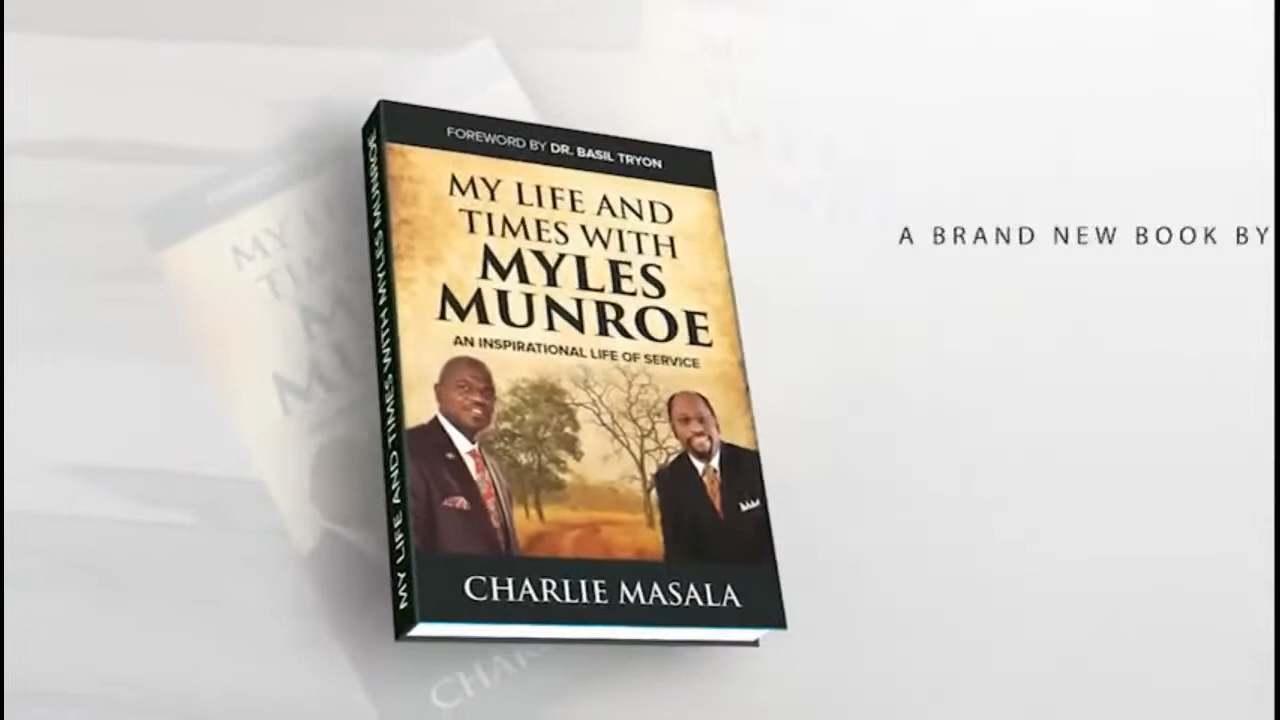 FOREWORD BY DR. BASIL TRYON
MY LIFE AND
TIMES WITH
MYLES
MUNROE
AN INSPIRATIONAL LIFE OF SERVICE
CHARLIE MASALA
MY LIFE AND TIMES WITH MYLES MUNROE
A BRAND NEW BOOK BY